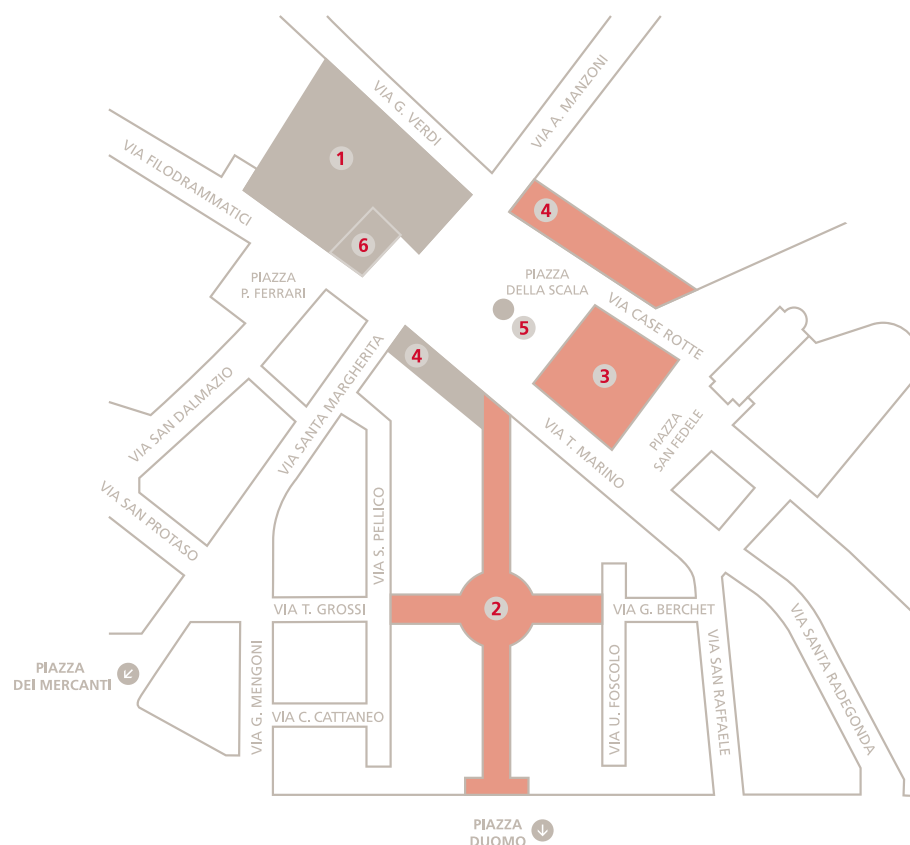 VIA G. VERDI
VIA A. MANZONI
VIA FILODRAMMATICI
1
4
6
PIAZZA
P. FERRARI
PIAZZA
DELLA SCALA
5
VIA CASE ROTTE
4
3
VIA SANTA MARGHERITA
VIA SAN DALMAZIO
VIA T. MARINO
PIAZZA
SAN FEDELE
VIA SAN PROTASO
VIA S. PELLICO
VIA T. GROSSI
2
VIA G. BERCHET
PIAZZA
DEI MERCANTI
VIA G. MENGONI
VIA C. CATTANEO
VIA U. FOSCOLO
VIA SAN RAFFAELE
VIA SANTA RADEGONDA
PIAZZA
DUOMO